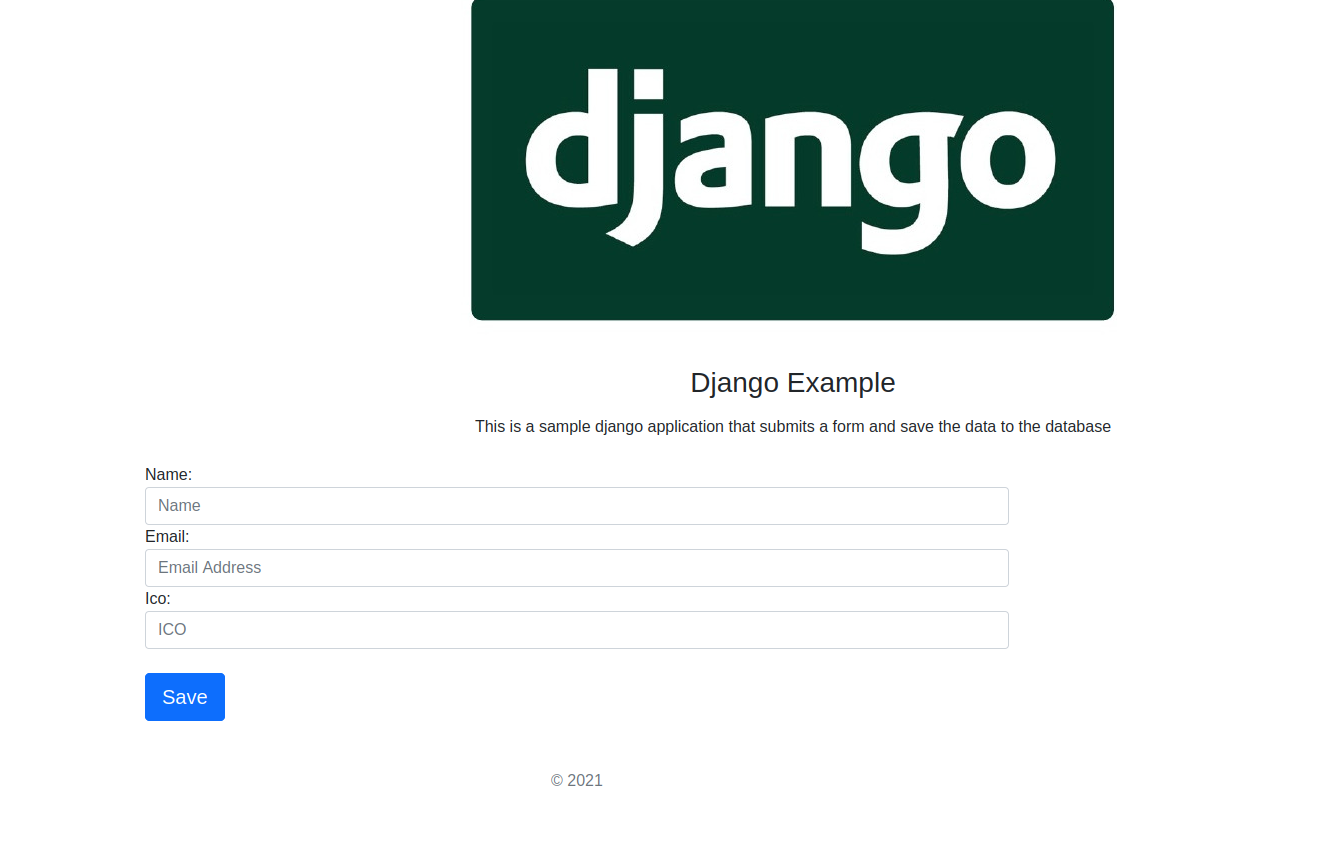 django
Django Example
This is a sample django application that submits a form and save the data to the database
Name:
Name
Email:
Email Address
Ico:
ICO
Save
© 2021